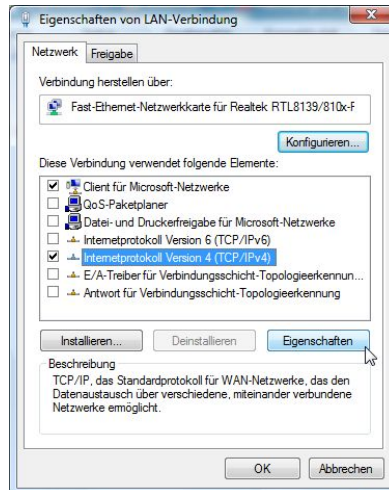 Eigenschaften von LAN-Verbindung
Netzwerk
Freigabe
Verbindung herstellen über:
Fast-Ethernet-Netzwerkkarte für Realtek RTL8139/810x-F
Konfigurieren...
Diese Verbindung verwendet folgende Elemente:
Client für Microsoft-Netzwerke
QoS-Paketplaner
Datei- und Druckerfreigabe für Microsoft-Netzwerke
Internetprotokoll Version 6 (TCP/IPv6)
Internetprotokoll Version 4 (TCP/IPv4)
E/A-Treiber für Verbindungsschicht-Topologieerkennun...
Antwort für Verbindungsschicht-Topologieerkennung
Installieren...
Deinstallieren
Eigenschaften
Beschreibung
TCP/IP, das Standardprotokoll für WAN-Netzwerke, das den
Datenaustausch über verschiedene, miteinander verbundene
Netzwerke ermöglicht.
OK
Abbrechen